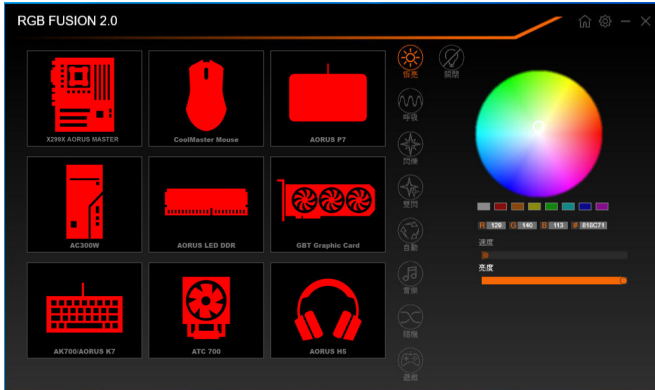 RGB FUSION 2.0
X299X AORUS MASTER
CoolMaster Mouse
AORUS P7
AC300W
AORUS LED DDR
GBT Graphic Card
AK700/AORUS K7
ATC 700
AORUS H5
恆亮
關閉
呼吸
閃爍
雙閃
自動
音樂
隨機
遊戲
R 129 G 140 B 113 # 818C71
速度
亮度